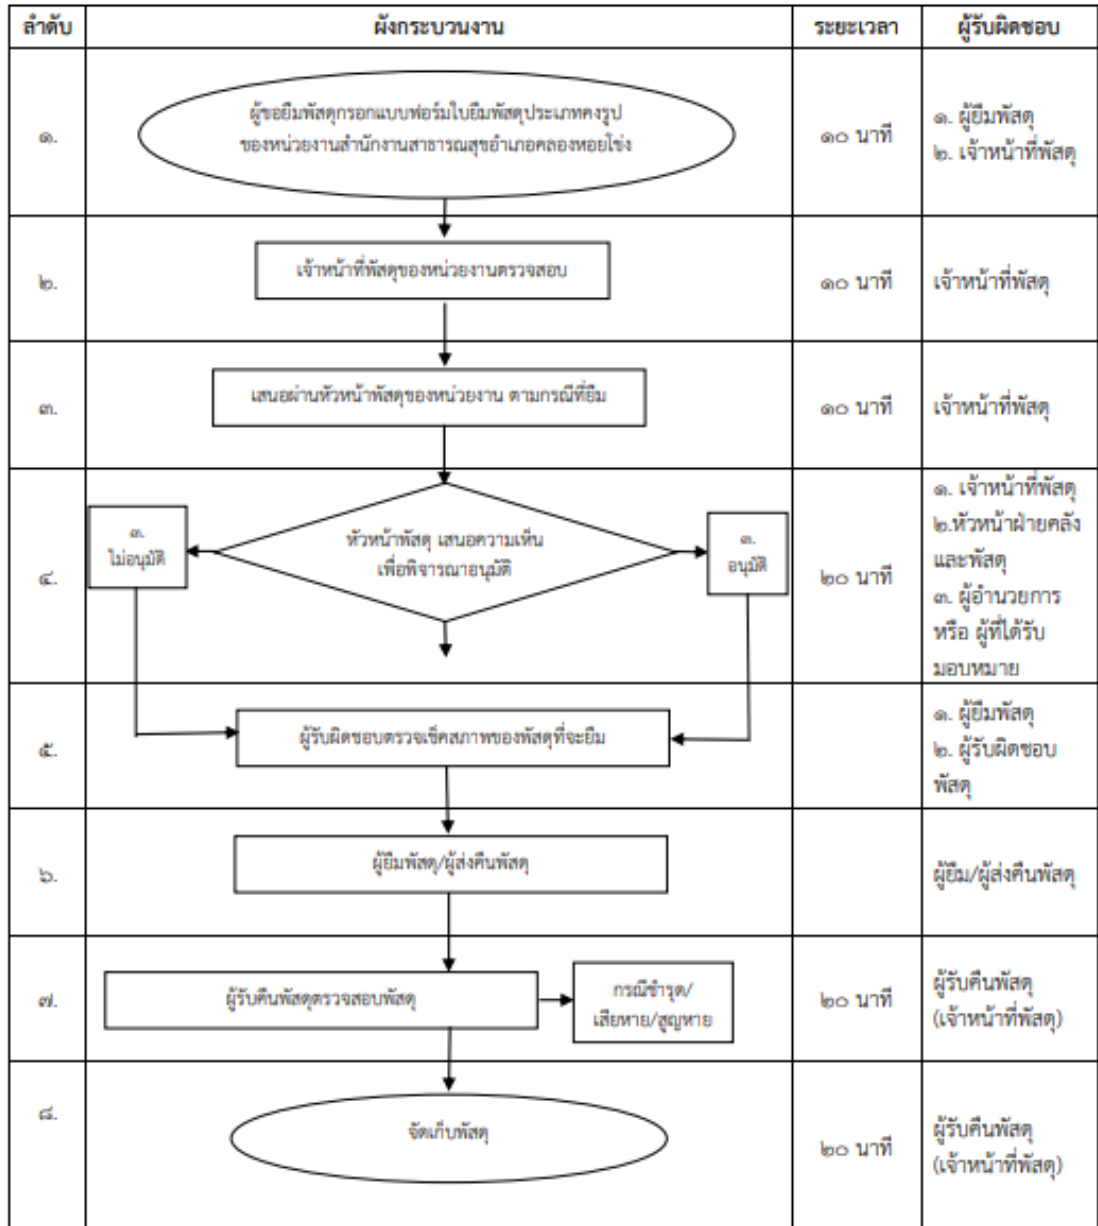 ลำดับ ผังกระบวนงาน ระยะเวลา ผู้รับผิดชอบ
๑.
ผู้ขอยืมพัสดุกรอกแบบฟอร์มใบยืมพัสดุประเภทคงรูป
ของหน่วยงานสำนักงานสาธารณสุขอำเภอคลองหอยโข่ง
๑๐ นาที
๑. ผู้ยืมพัสดุ
๒. เจ้าหน้าที่พัสดุ
๒.
เจ้าหน้าที่พัสดุของหน่วยงานตรวจสอบ
๑๐ นาที
เจ้าหน้าที่พัสดุ
๓.
เสนอผ่านหัวหน้าพัสดุของหน่วยงาน ตามกรณีที่ยืม
๑๐ นาที
เจ้าหน้าที่พัสดุ
๔.
๓.
ไม่อนุมัติ
หัวหน้าพัสดุ เสนอความเห็น
เพื่อพิจารณาอนุมัติ
๓.
อนุมัติ
๒๐ นาที
๑. เจ้าหน้าที่พัสดุ
๒.หัวหน้าฝ่ายคลัง
และพัสดุ
๓. ผู้อำนวยการ
หรือ ผู้ที่ได้รับ
มอบหมาย
๕.
ผู้รับผิดชอบตรวจเช็คสภาพของพัสดุที่จะยืม
๑. ผู้ยืมพัสดุ
๒. ผู้รับผิดชอบ
พัสดุ
๖.
ผู้ยืมพัสดุ/ผู้ส่งคืนพัสดุ
ผู้ยืม/ผู้ส่งคืนพัสดุ
๗.
ผู้รับคืนพัสดุตรวจสอบพัสดุ
กรณีชำรุด/
เสียหาย/สูญหาย
๒๐ นาที
ผู้รับคืนพัสดุ
(เจ้าหน้าที่พัสดุ)
๘.
จัดเก็บพัสดุ
๒๐ นาที
ผู้รับคืนพัสดุ
(เจ้าหน้าที่พัสดุ)